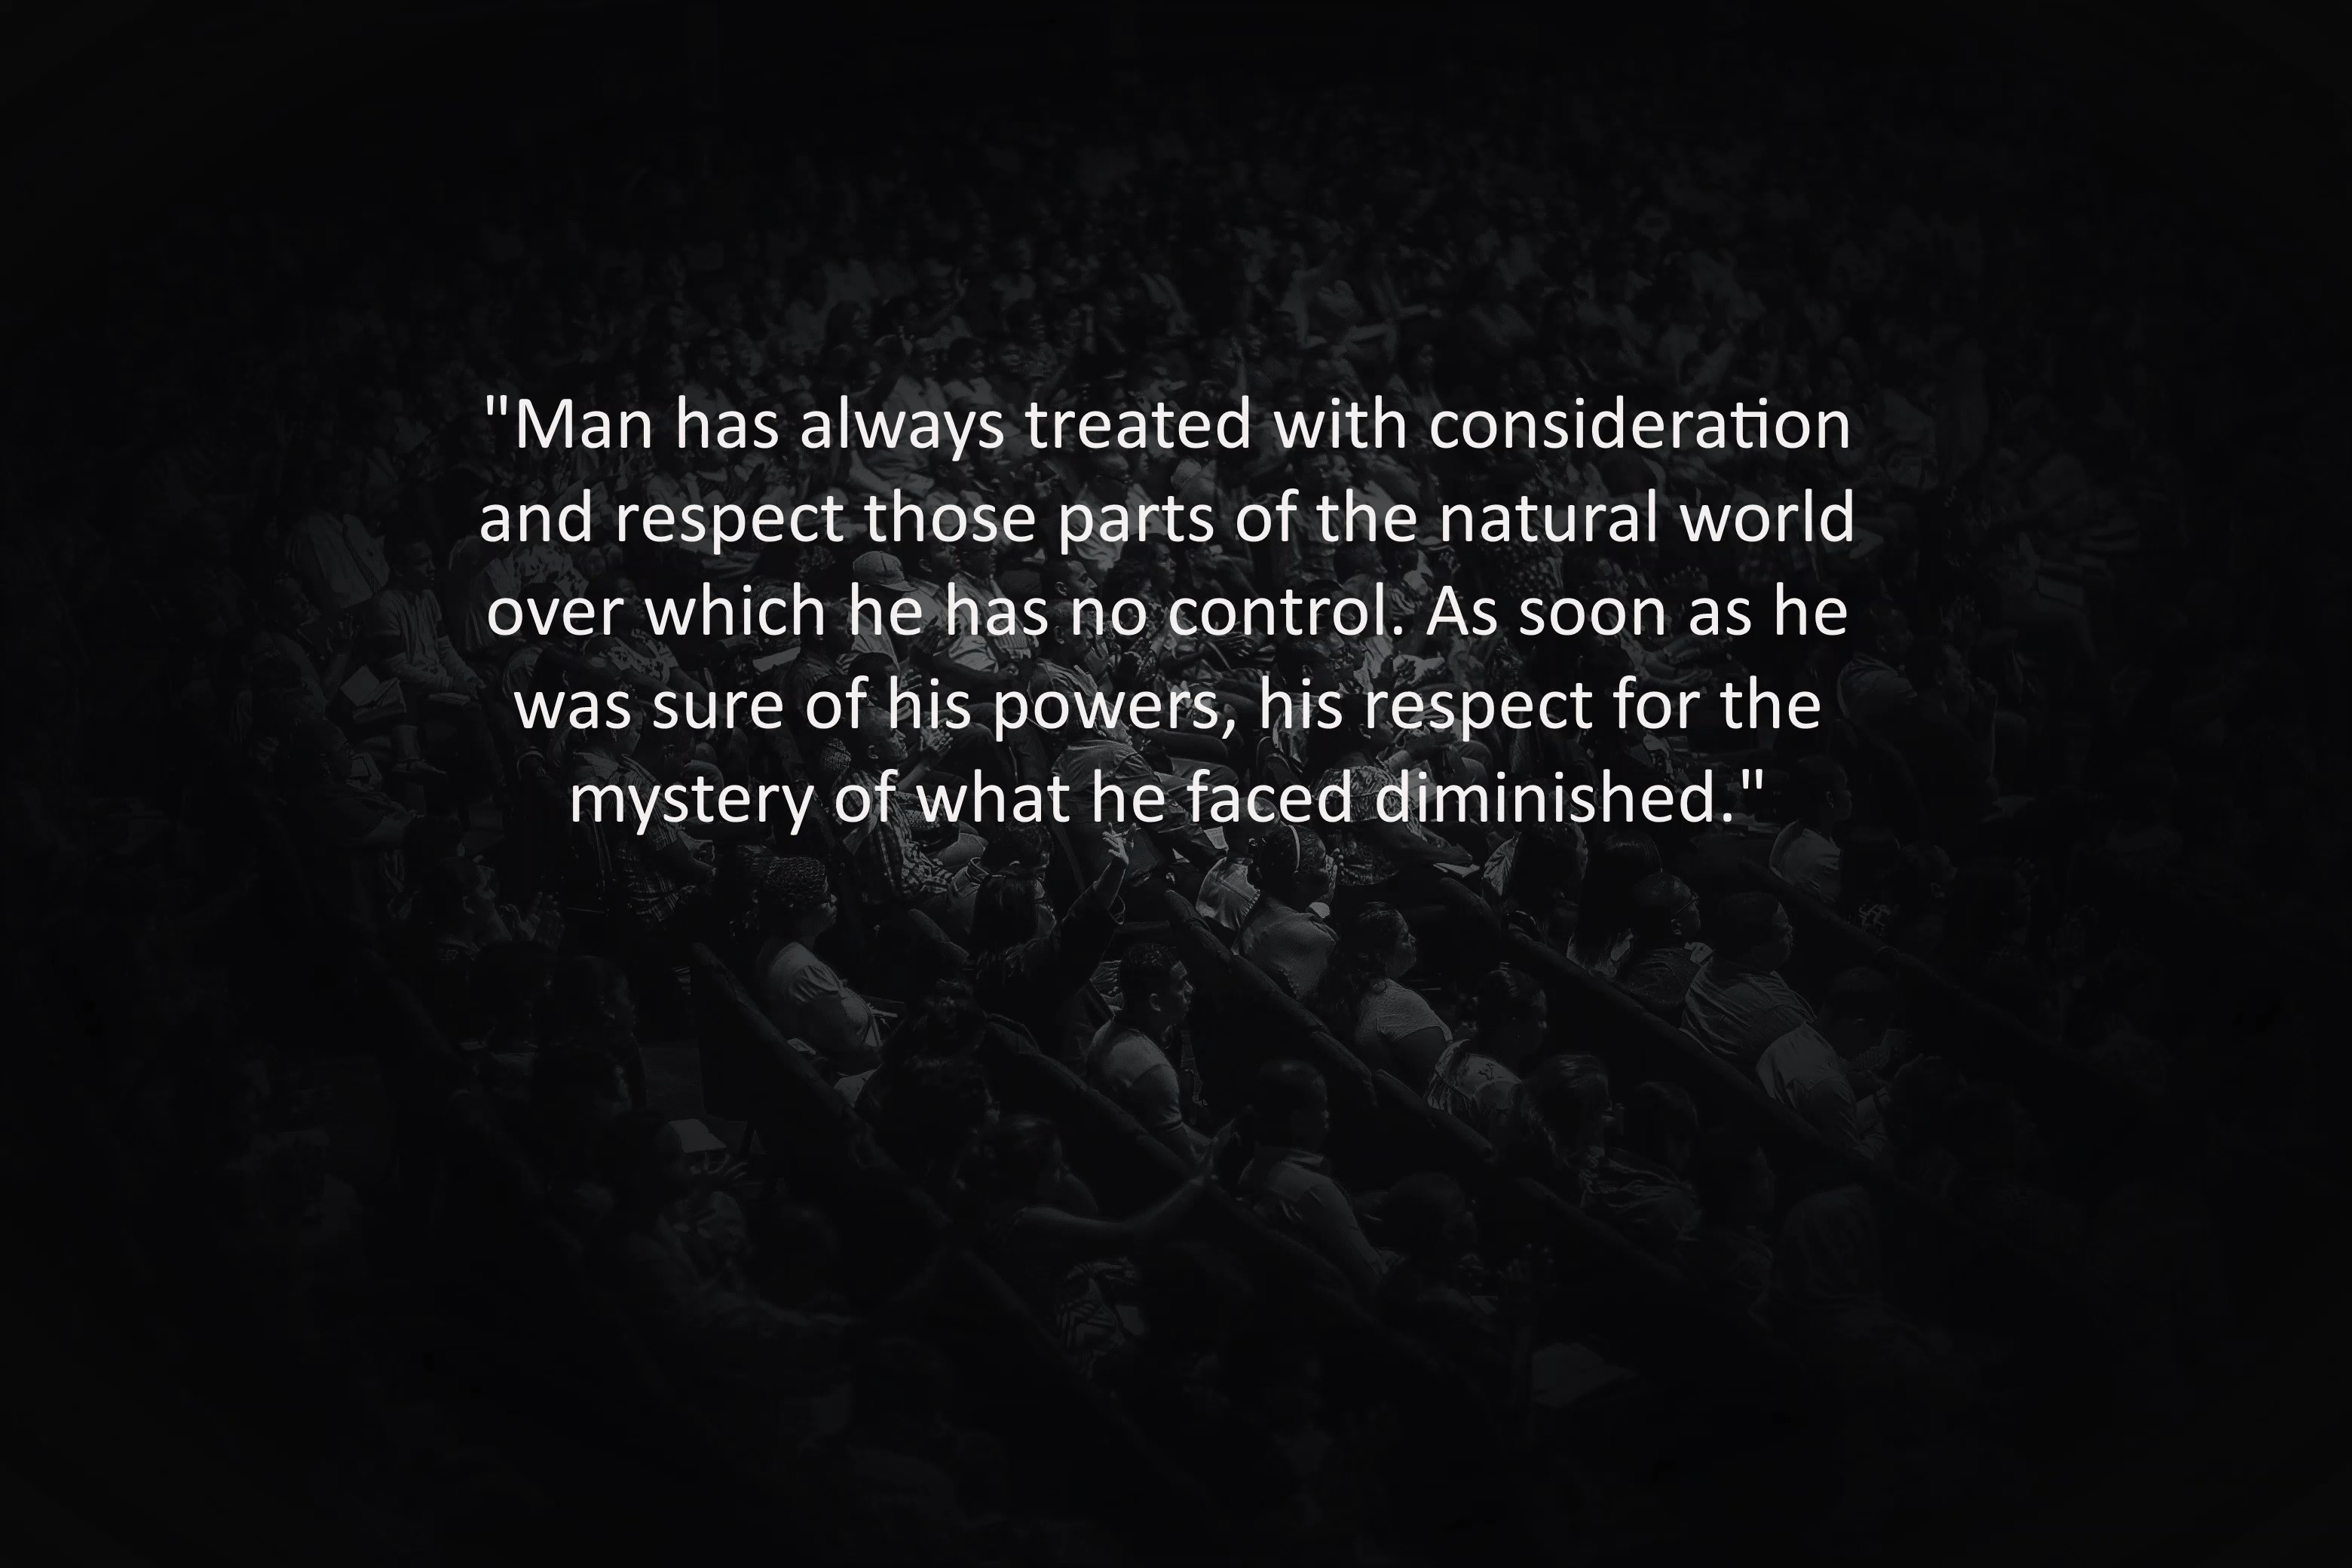 "Man has always treated with consideration
and respect those parts of the natural world
over which he has no control. As soon as he
was sure of his powers, his respect for the
mystery of what he faced diminished."